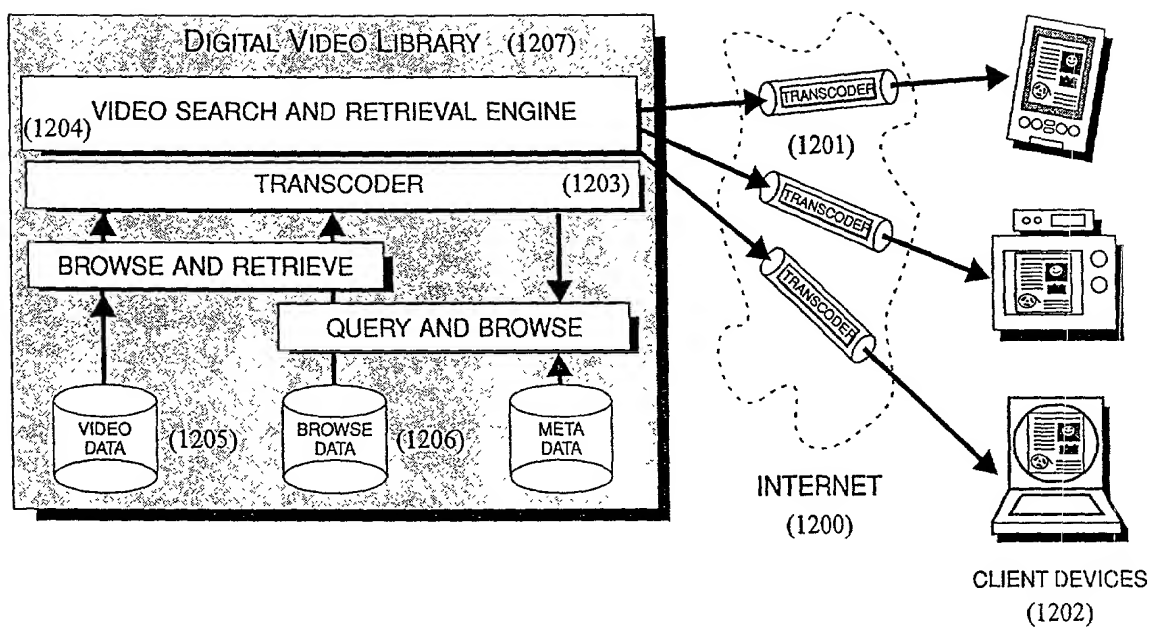 DIGITAL VIDEO LIBRARY (1207)
VIDEO SEARCH AND RETRIEVAL ENGINE
(1204)
TRANSCODER (1203)
BROWSE AND RETRIEVE
QUERY AND BROWSE
VIDEO
DATA
(1205)
BROWSE
DATA
(1206)
META
DATA
TRANSCODER
(1201)
TRANSCODER
TRANSCODER
INTERNET
(1200)
CLIENT DEVICES
(1202)